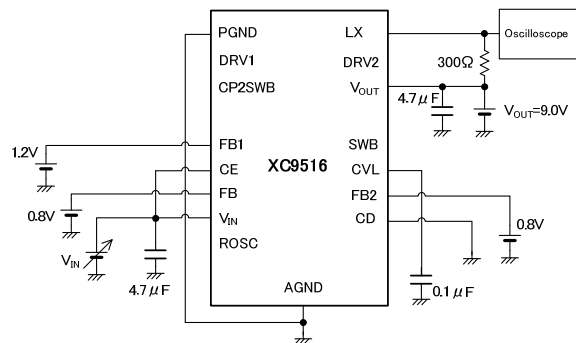 PGND
LX
Oscilloscope
DRV1
DRV2
300Ω
CP2SWB
VOUT
4.7μF
VOUT=9.0V
1.2V
FB1
SWB
CE
XC9516
CVL
FB
FB2
0.8V
VIN
CD
0.8V
ROSC
VIN
4.7μF
AGND
0.1μF